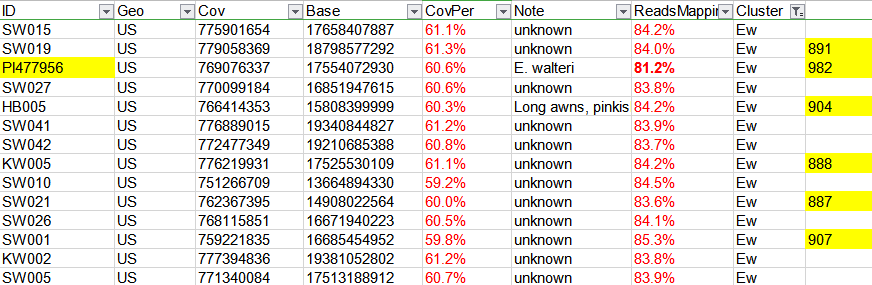 ID Geo Cov Base CovPer Note ReadsMappin Cluster
SW015 US 775901654 17658407887 61.1% unknown 84.2% Ew
SW019 US 779058369 18798577292 61.3% unknown 84.0% Ew 891
PI477956 US 769076337 17554072930 60.6% E. walteri 81.2% Ew 982
SW027 US 770099184 16851947615 60.6% unknown 83.8% Ew
HB005 US 766414353 15808399999 60.3% Long awns, pinkis 84.2% Ew 904
SW041 US 776889015 19340844827 61.2% unknown 83.9% Ew
SW042 US 772477349 19210685388 60.8% unknown 83.7% Ew
KW005 US 776219931 17525530109 61.1% unknown 84.2% Ew 888
SW010 US 751266709 13664894330 59.2% unknown 84.5% Ew
SW021 US 762367395 14908022564 60.0% unknown 83.6% Ew 887
SW026 US 768115851 16671940223 60.5% unknown 84.1% Ew
SW001 US 759221835 16685454952 59.8% unknown 85.3% Ew 907
KW002 US 777394836 19381052802 61.2% unknown 83.8% Ew
SW005 US 771340084 17513188912 60.7% unknown 83.9% Ew